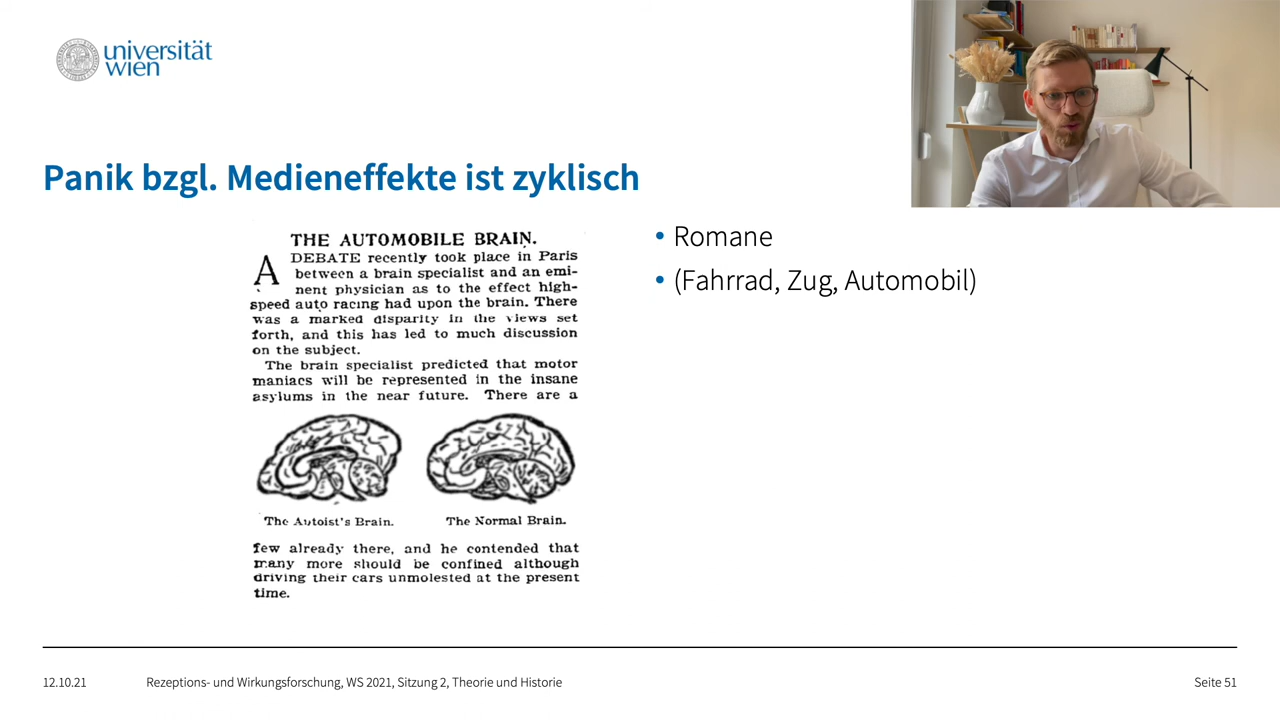 universität
wien
Panik bzgl. Medieneffekte ist zyklisch
THE AUTOMOBILE BRAIN.
A DEBATE recently took place in Paris
between a brain specialist and an emi-
nent physician as to the effect high-
speed auto racing had upon the brain. There
was a marked disparity in the views set
forth, and this has led to much discussion
on the subject.
The brain specialist predicted that motor
maniacs will be represented in the insane
asylums in the near future. There are a
The Autoist's Brain. The Normal Brain.
few already there, and he contended that
many more should be confined although
driving their cars unmolested at the present
time.
• Romane
• (Fahrrad, Zug, Automobil)
12.10.21 Rezeptions- und Wirkungsforschung, WS 2021, Sitzung 2, Theorie und Historie Seite 51